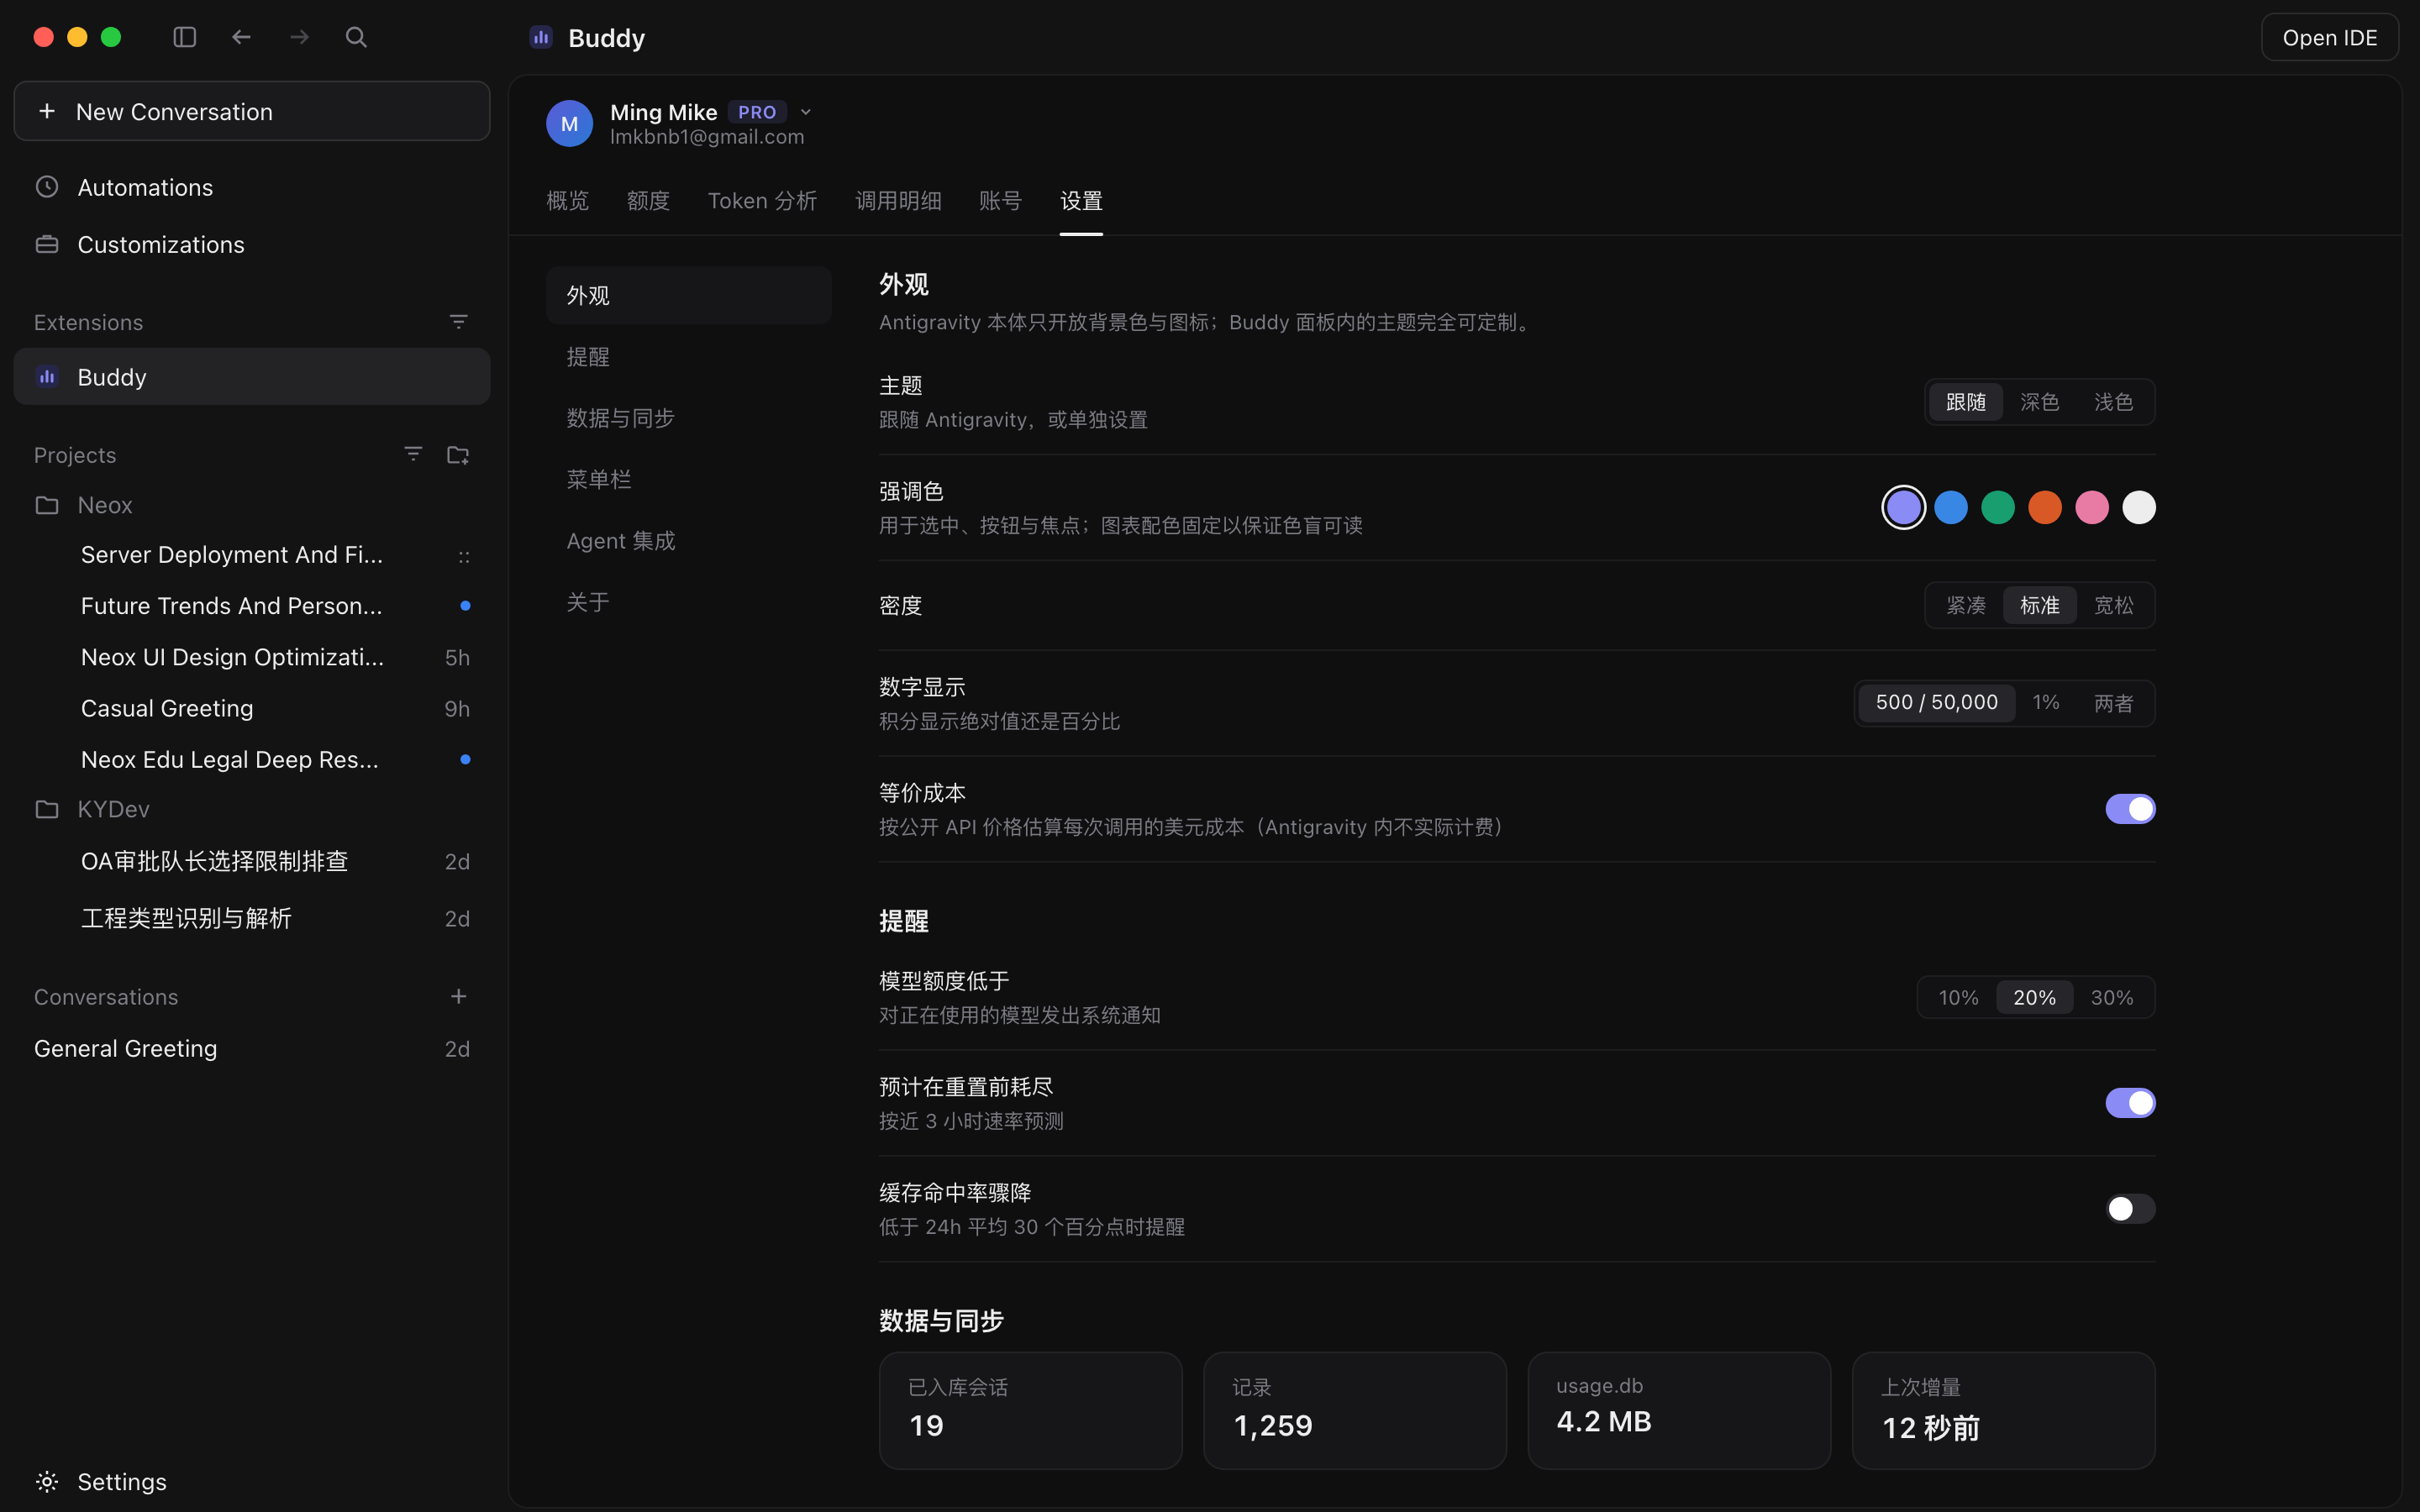 Buddy
Open IDE
New Conversation
Automations
Customizations
Extensions
Buddy
Projects
Neox
Server Deployment And Fi...
Future Trends And Person...
Neox UI Design Optimizati... 5h
Casual Greeting 9h
Neox Edu Legal Deep Res...
KYDev
OA审批队长选择限制排查 2d
工程类型识别与解析 2d
Conversations
General Greeting 2d
Settings
M
Ming Mike PRO
lmkbnb1@gmail.com
概览 额度 Token 分析 调用明细 账号 设置
外观
提醒
数据与同步
菜单栏
Agent 集成
关于
外观
Antigravity 本体只开放背景色与图标；Buddy 面板内的主题完全可定制。
主题
跟随 Antigravity，或单独设置
跟随 深色 浅色
强调色
用于选中、按钮与焦点；图表配色固定以保证色盲可读
密度
紧凑 标准 宽松
数字显示
积分显示绝对值还是百分比
500 / 50,000 1% 两者
等价成本
按公开 API 价格估算每次调用的美元成本（Antigravity 内不实际计费）
提醒
模型额度低于
对正在使用的模型发出系统通知
10% 20% 30%
预计在重置前耗尽
按近 3 小时速率预测
缓存命中率骤降
低于 24h 平均 30 个百分点时提醒
数据与同步
已入库会话
19
记录
1,259
usage.db
4.2 MB
上次增量
12 秒前